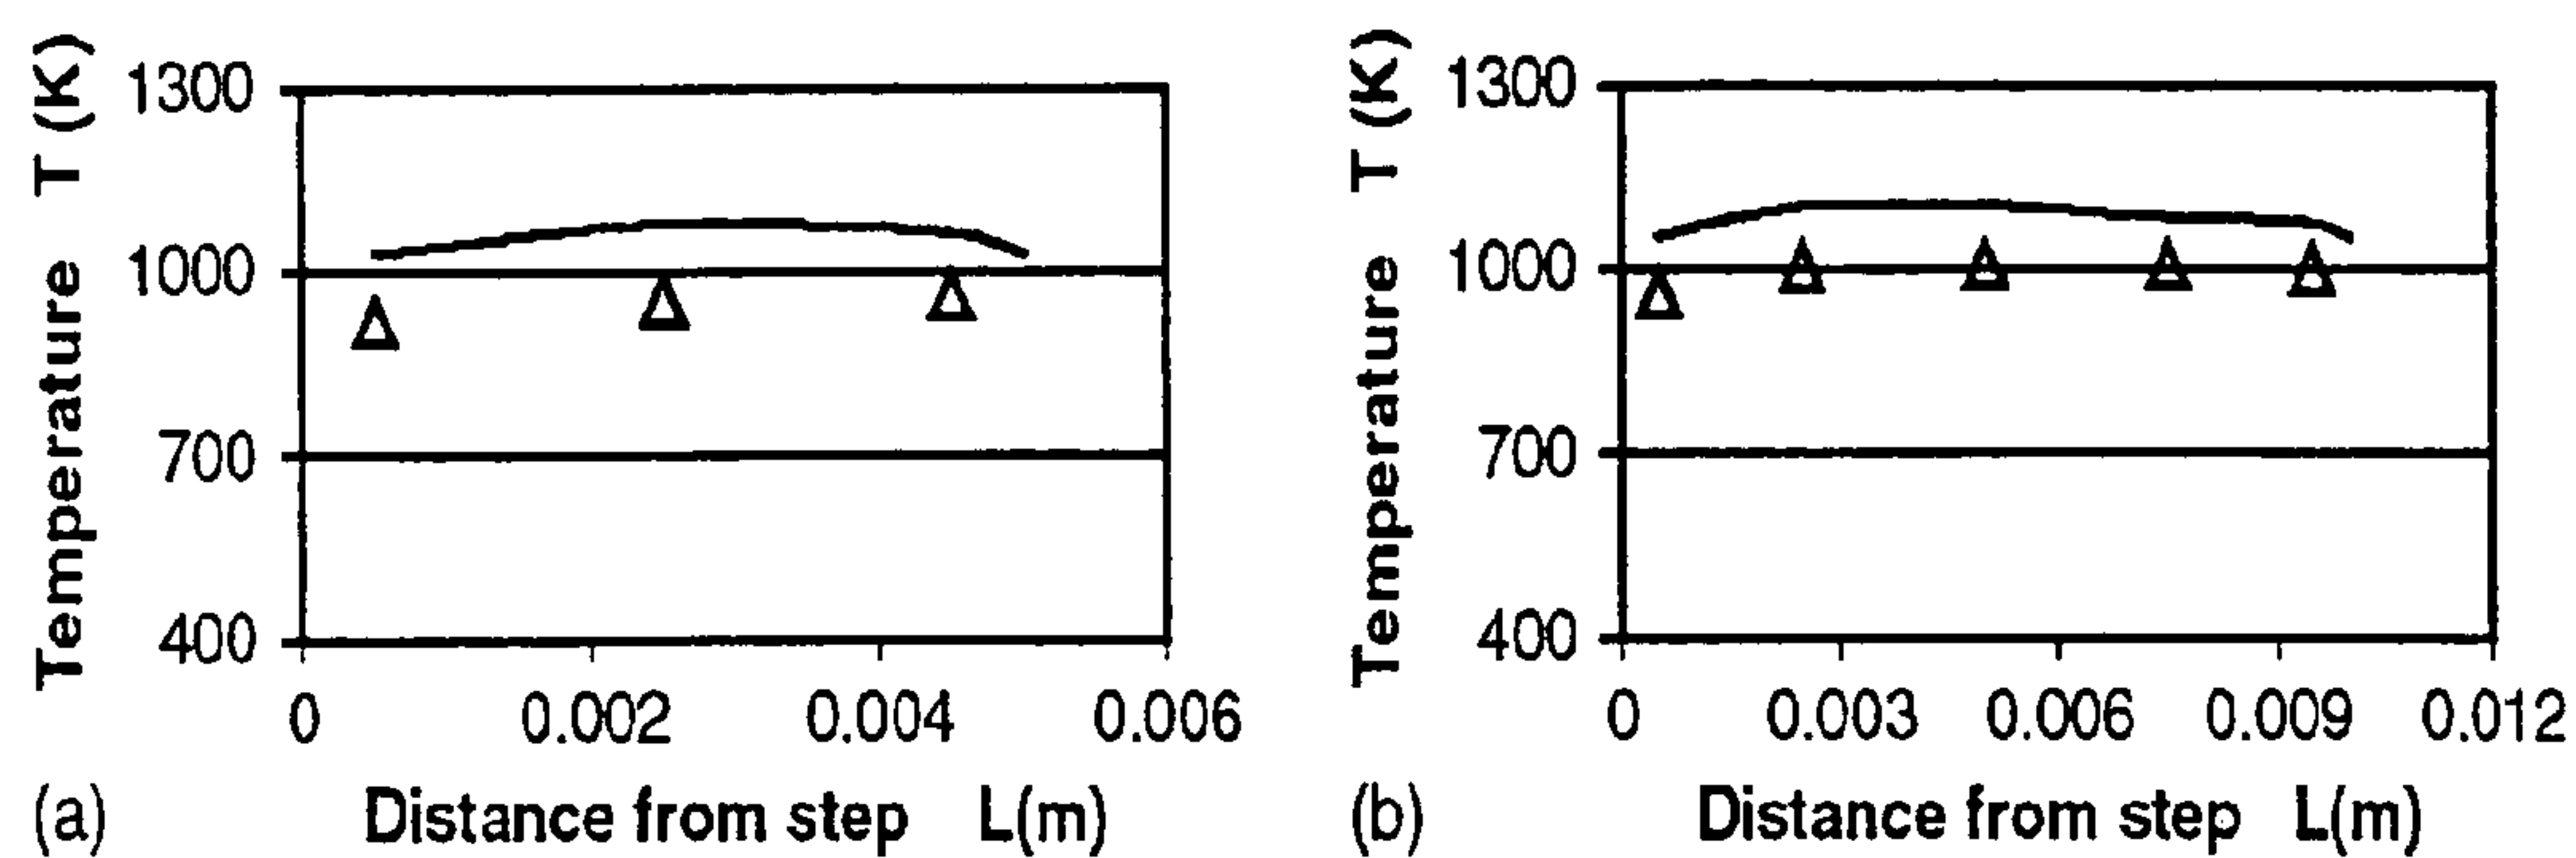 Temperature T (K)
1300
1000
700
400
0 0.002 0.004 0.006
(a) Distance from step L(m)
Temperature T (K)
1300
1000
700
400
0 0.003 0.006 0.009 0.012
(b) Distance from step L(m)